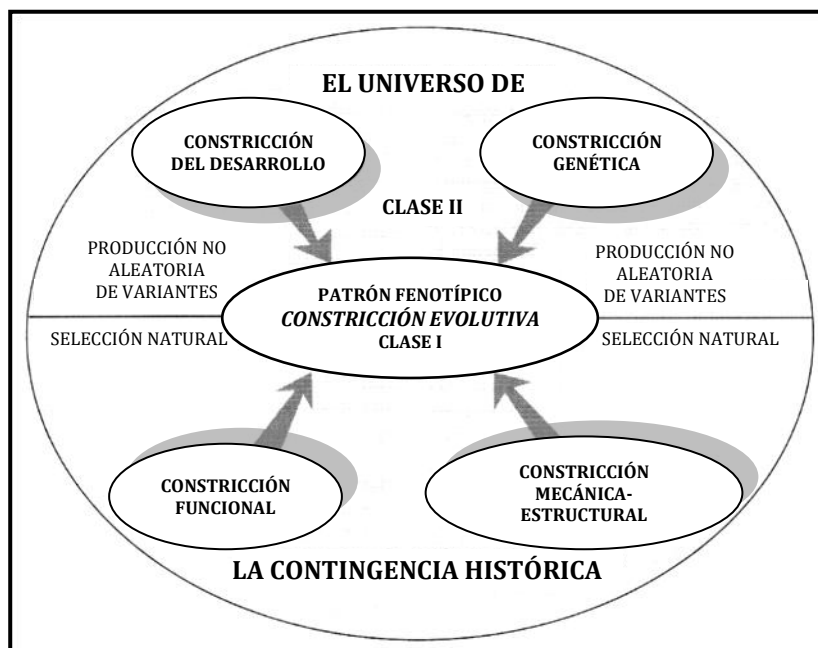 EL UNIVERSO DE
CONSTRICCIÓN
DEL DESARROLLO
CONSTRICCIÓN
GENÉTICA
CLASE II
PRODUCCIÓN NO
ALEATORIA
DE VARIANTES
PRODUCCIÓN NO
ALEATORIA
DE VARIANTES
PATRÓN FENOTÍPICO
CONSTRICCIÓN EVOLUTIVA
CLASE I
SELECCIÓN NATURAL
SELECCIÓN NATURAL
CONSTRICCIÓN
FUNCIONAL
CONSTRICCIÓN
MECÁNICA-
ESTRUCTURAL
LA CONTINGENCIA HISTÓRICA